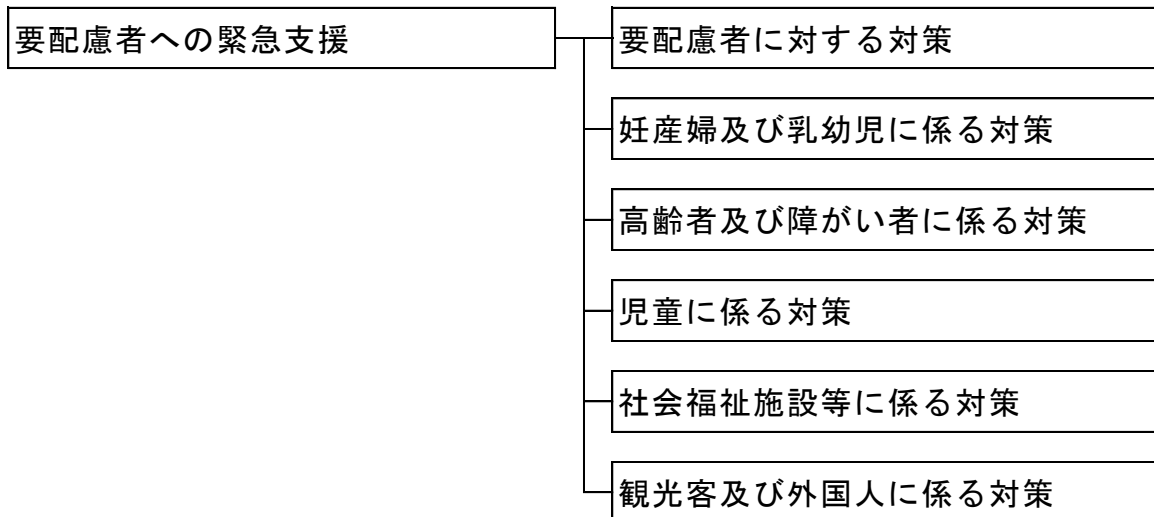 要配慮者への緊急支援
要配慮者に対する対策
妊産婦及び乳幼児に係る対策
高齢者及び障がい者に係る対策
児童に係る対策
社会福祉施設等に係る対策
観光客及び外国人に係る対策